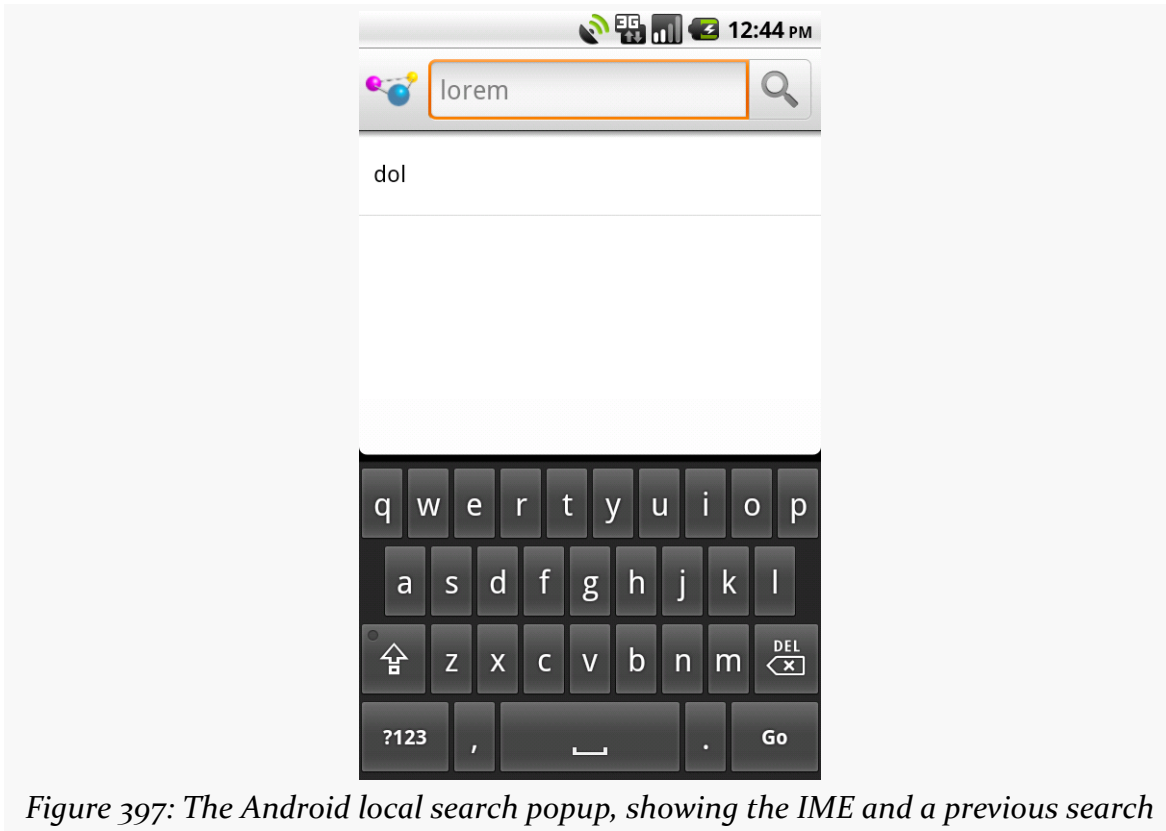 3G 12:44 PM
lorem
dol
q w e r t y u i o p
a s d f g h j k l
z x c v b n m DEL
?123 , . Go
Figure 397: The Android local search popup, showing the IME and a previous search